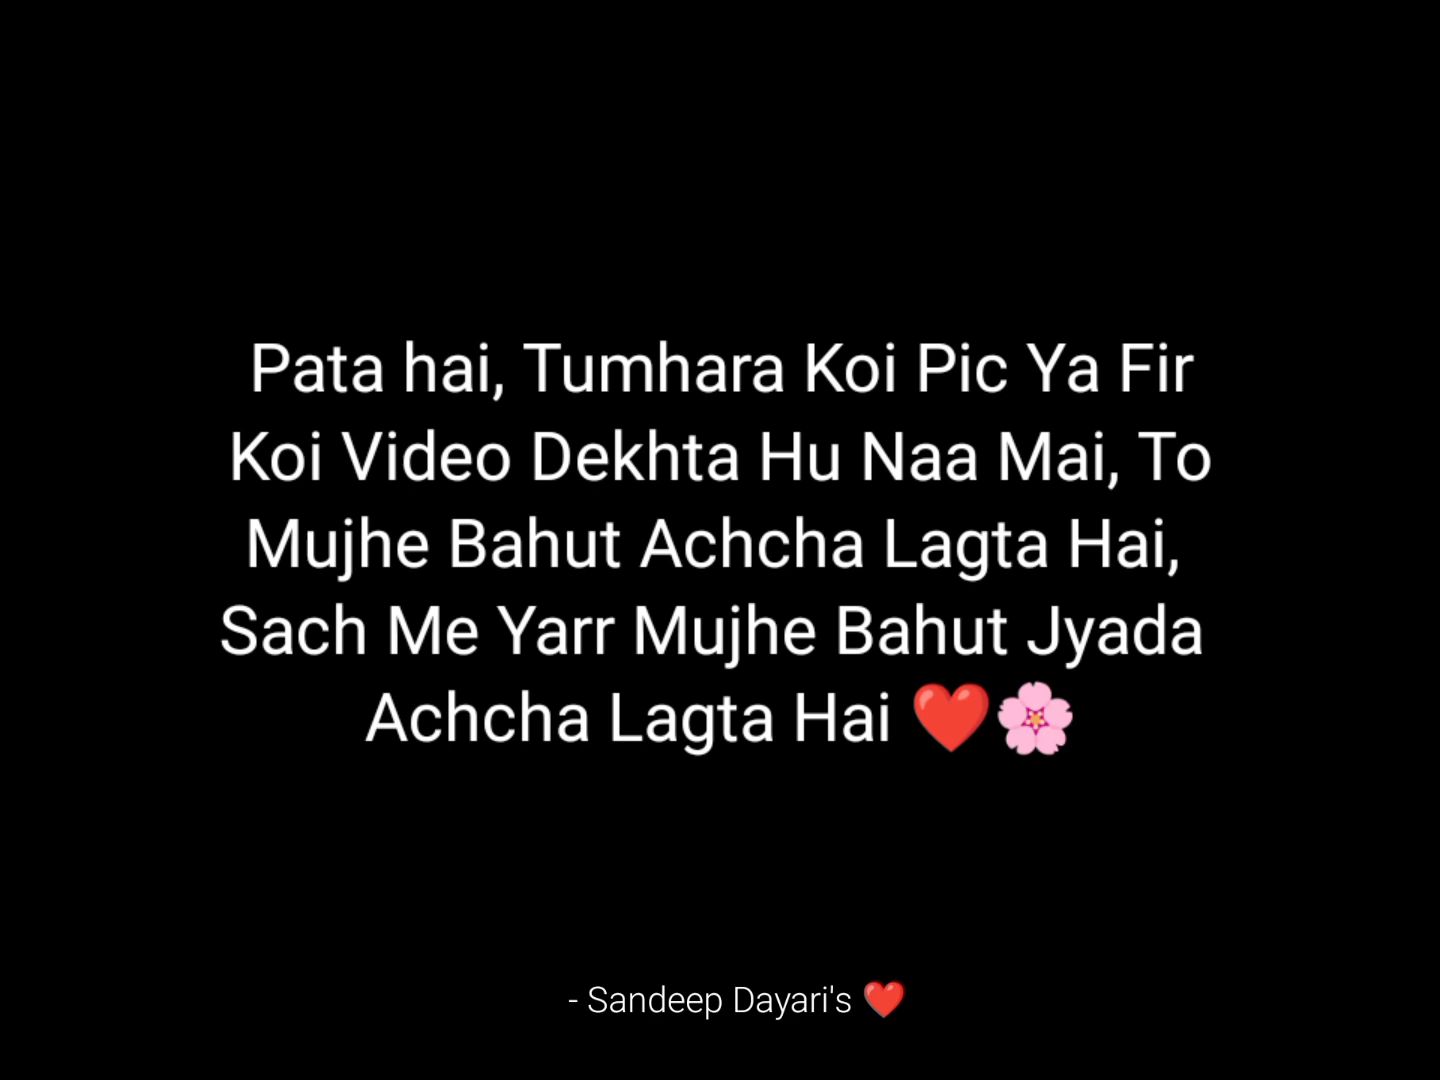 Pata hai, Tumhara Koi Pic Ya Fir
Koi Video Dekhta Hu Naa Mai, To
Mujhe Bahut Achcha Lagta Hai,
Sach Me Yarr Mujhe Bahut Jyada
Achcha Lagta Hai ❤️🌸
- Sandeep Dayari's ❤️